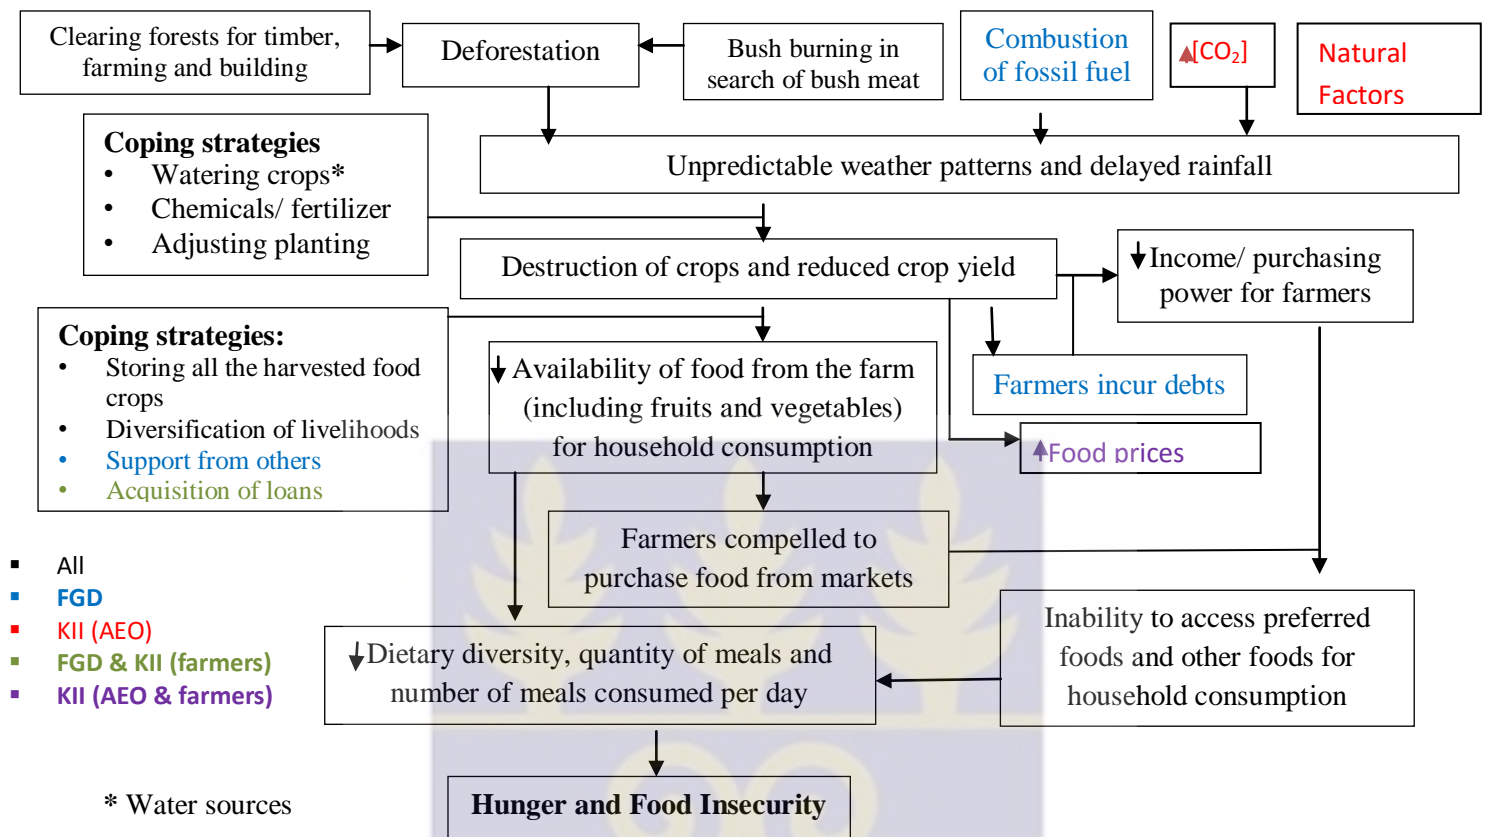 Clearing forests for timber,
farming and building
Deforestation
Bush burning in
search of bush meat
Combustion
of fossil fuel
[CO₂]
Natural
Factors
Coping strategies
• Watering crops*
• Chemicals/ fertilizer
• Adjusting planting
Unpredictable weather patterns and delayed rainfall
Destruction of crops and reduced crop yield
Income/ purchasing
power for farmers
Coping strategies:
• Storing all the harvested food
crops
• Diversification of livelihoods
• Support from others
• Acquisition of loans
Availability of food from the farm
(including fruits and vegetables)
for household consumption
Farmers incur debts
Food prices
Farmers compelled to
purchase food from markets
▪ All
▪ FGD
▪ KII (AEO)
▪ FGD & KII (farmers)
▪ KII (AEO & farmers)
Inability to access preferred
foods and other foods for
household consumption
Dietary diversity, quantity of meals and
number of meals consumed per day
* Water sources
Hunger and Food Insecurity